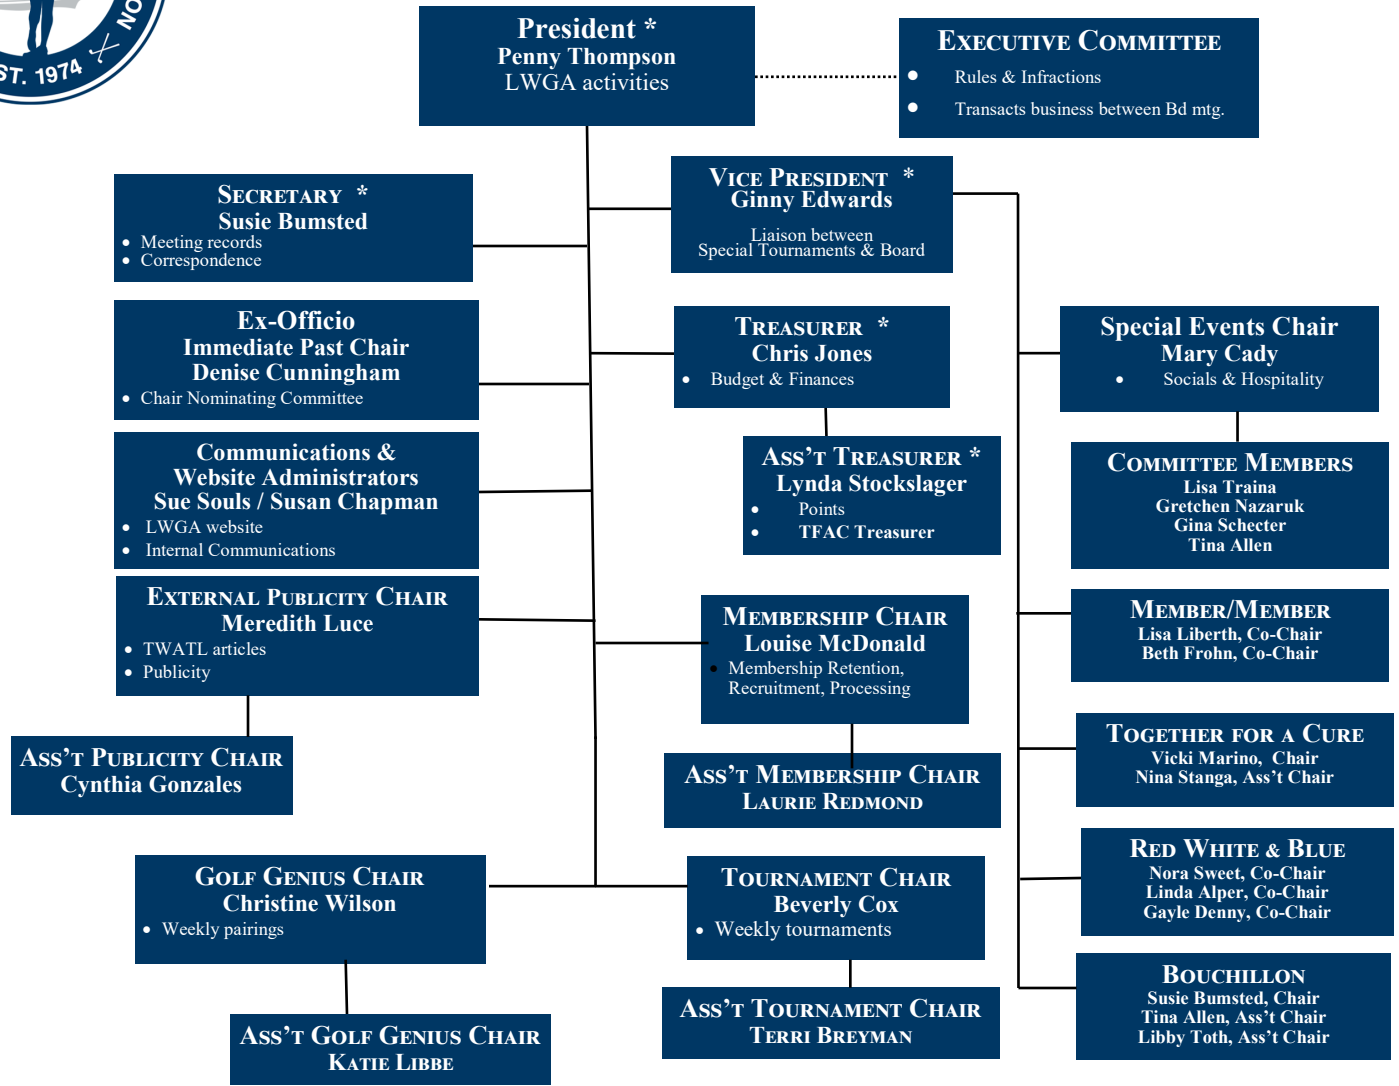 ST. 1974
NO
President *
Penny Thompson
LWGA activities
EXECUTIVE COMMITTEE
• Rules & Infractions
• Transacts business between Bd mtg.
SECRETARY *
Susie Bumsted
• Meeting records
• Correspondence
VICE PRESIDENT *
Ginny Edwards
Liaison between
Special Tournaments & Board
Ex-Officio
Immediate Past Chair
Denise Cunningham
• Chair Nominating Committee
TREASURER *
Chris Jones
• Budget & Finances
Special Events Chair
Mary Cady
• Socials & Hospitality
Communications &
Website Administrators
Sue Souls / Susan Chapman
• LWGA website
• Internal Communications
ASS'T TREASURER *
Lynda Stockslager
• Points
• TFAC Treasurer
COMMITTEE MEMBERS
Lisa Traina
Gretchen Nazaruk
Gina Schecter
Tina Allen
EXTERNAL PUBLICITY CHAIR
Meredith Luce
• TWATL articles
• Publicity
MEMBERSHIP CHAIR
Louise McDonald
• Membership Retention,
Recruitment, Processing
MEMBER/MEMBER
Lisa Liberth, Co-Chair
Beth Frohn, Co-Chair
ASS'T PUBLICITY CHAIR
Cynthia Gonzales
ASS'T MEMBERSHIP CHAIR
LAURIE REDMOND
TOGETHER FOR A CURE
Vicki Marino, Chair
Nina Stanga, Ass't Chair
GOLF GENIUS CHAIR
Christine Wilson
• Weekly pairings
TOURNAMENT CHAIR
Beverly Cox
• Weekly tournaments
RED WHITE & BLUE
Nora Sweet, Co-Chair
Linda Alper, Co-Chair
Gayle Denny, Co-Chair
ASS'T GOLF GENIUS CHAIR
KATIE LIBBE
ASS'T TOURNAMENT CHAIR
TERRI BREYMAN
BOUCHILLON
Susie Bumsted, Chair
Tina Allen, Ass't Chair
Libby Toth, Ass't Chair